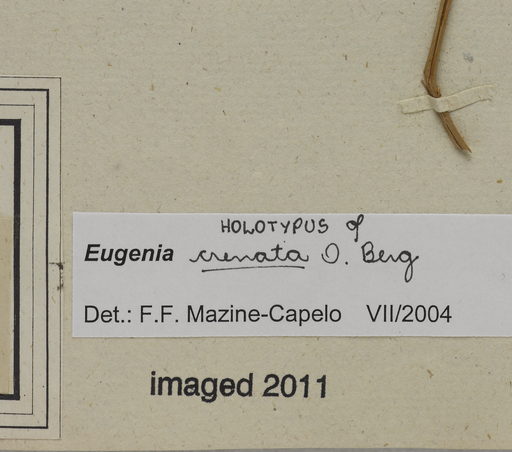 HOLOTYPUS of
Eugenia crenata O. Berg
Det.: F.F. Mazine-Capelo VII/2004
imaged 2011